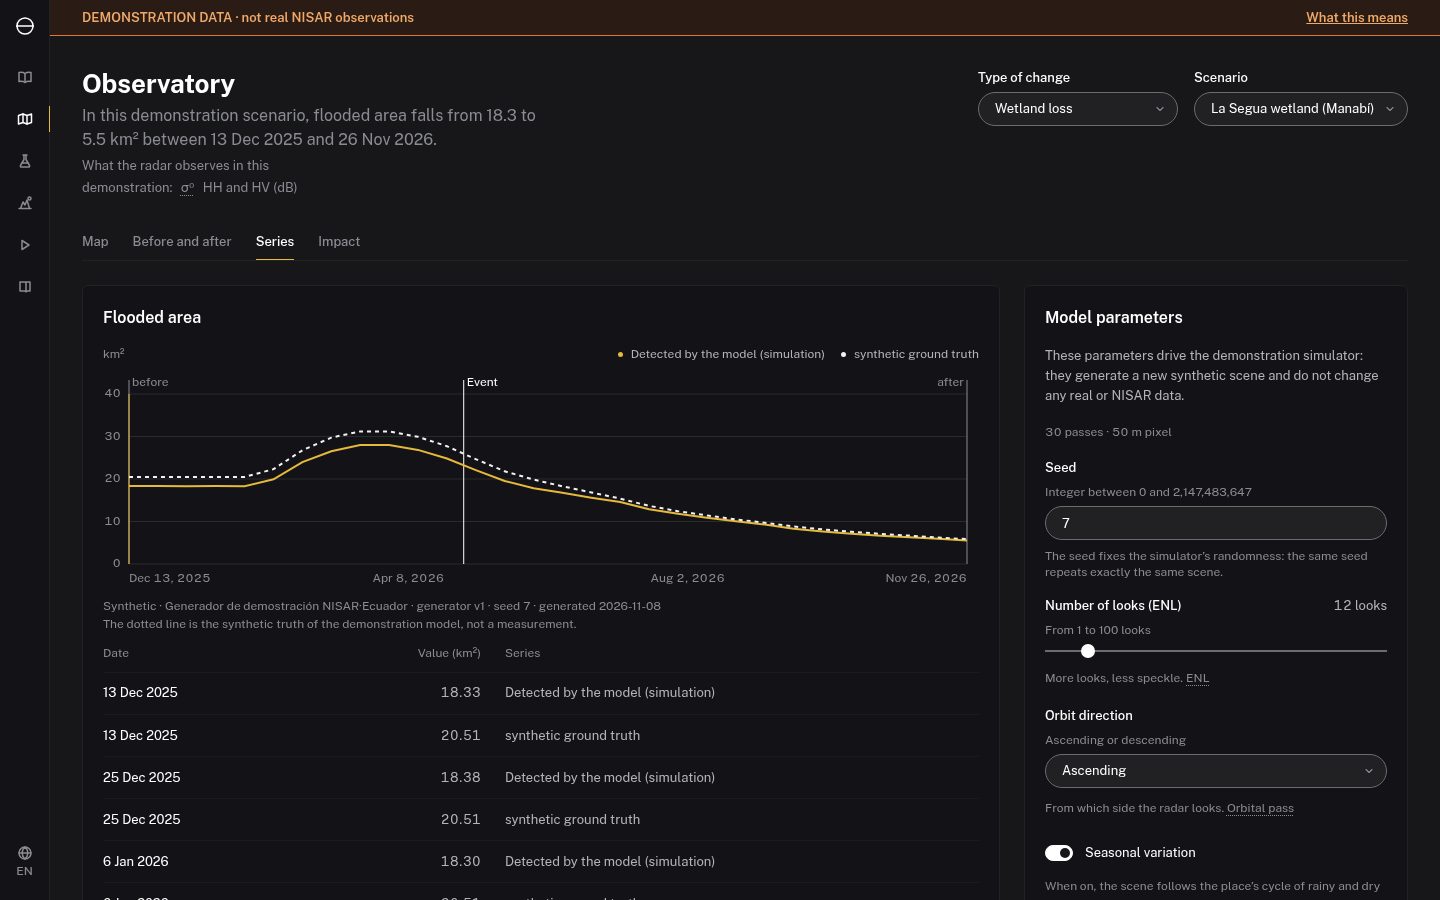 DEMONSTRATION DATA · not real NISAR observations
What this means
Observatory
In this demonstration scenario, flooded area falls from 18.3 to
5.5 km² between 13 Dec 2025 and 26 Nov 2026.
What the radar observes in this
demonstration: σ⁰ HH and HV (dB)
Type of change
Wetland loss
Scenario
La Segua wetland (Manabí)
Map
Before and after
Series
Impact
Flooded area
km²
Detected by the model (simulation)
synthetic ground truth
before
Event
after
40
30
20
10
0
Dec 13, 2025
Apr 8, 2026
Aug 2, 2026
Nov 26, 2026
Synthetic · Generador de demostración NISAR-Ecuador · generator v1 · seed 7 · generated 2026-11-08
The dotted line is the synthetic truth of the demonstration model, not a measurement.
Date Value (km²) Series
13 Dec 2025 18.33 Detected by the model (simulation)
13 Dec 2025 20.51 synthetic ground truth
25 Dec 2025 18.38 Detected by the model (simulation)
25 Dec 2025 20.51 synthetic ground truth
6 Jan 2026 18.30 Detected by the model (simulation)
Model parameters
These parameters drive the demonstration simulator:
they generate a new synthetic scene and do not change
any real or NISAR data.
30 passes · 50 m pixel
Seed
Integer between 0 and 2,147,483,647
7
The seed fixes the simulator's randomness: the same seed
repeats exactly the same scene.
Number of looks (ENL)
12 looks
From 1 to 100 looks
More looks, less speckle. ENL
Orbit direction
Ascending or descending
Ascending
From which side the radar looks. Orbital pass
Seasonal variation
When on, the scene follows the place's cycle of rainy and dry
EN